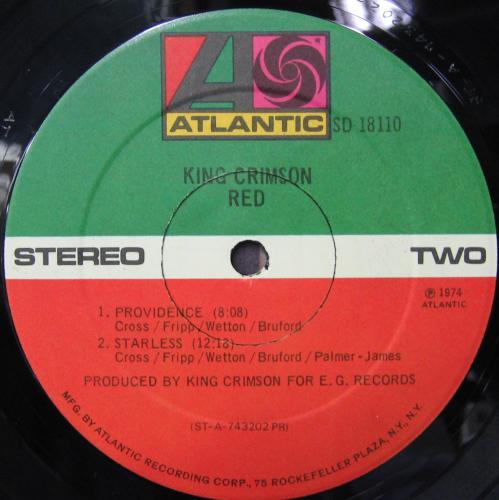 ATLANTIC
SD 18110
KING CRIMSON
RED
STEREO
TWO
℗ 1974
ATLANTIC
1. PROVIDENCE (8:08)
Cross/Fripp/Wetton/Bruford
2. STARLESS (12:18)
Cross/Fripp/Wetton/Bruford/Palmer-James
PRODUCED BY KING CRIMSON FOR E.G. RECORDS
(ST-A-743202 PR)
MFG. BY ATLANTIC RECORDING CORP., 75 ROCKEFELLER PLAZA, N.Y., N.Y.